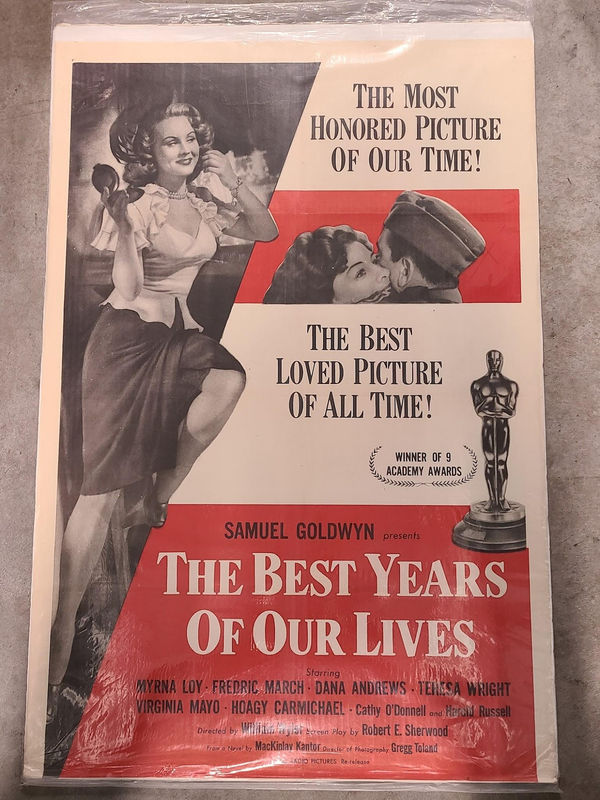 THE MOST
HONORED PICTURE
OF OUR TIME!
THE BEST
LOVED PICTURE
OF ALL TIME!
WINNER OF 9
ACADEMY AWARDS
SAMUEL GOLDWYN presents
THE BEST YEARS
OF OUR LIVES
Starring
MYRNA LOY · FREDRIC MARCH · DANA ANDREWS · TERESA WRIGHT
VIRGINIA MAYO · HOAGY CARMICHAEL · Cathy O'Donnell and Harold Russell
Directed by William Wyler Screen Play by Robert E. Sherwood
From a Novel by MacKinlay Kantor Director of Photography Gregg Toland
RADIO PICTURES Re-release